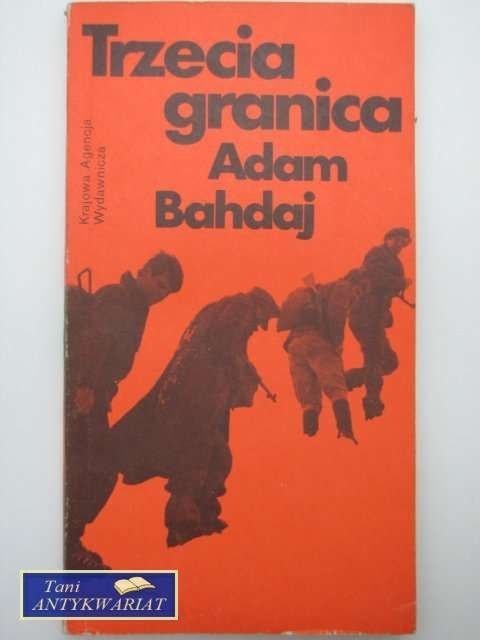 Trzecia
granica
Adam
Bahdaj
Krajowa Agencja
Wydawnicza
Tani
ANTYKWARIAT